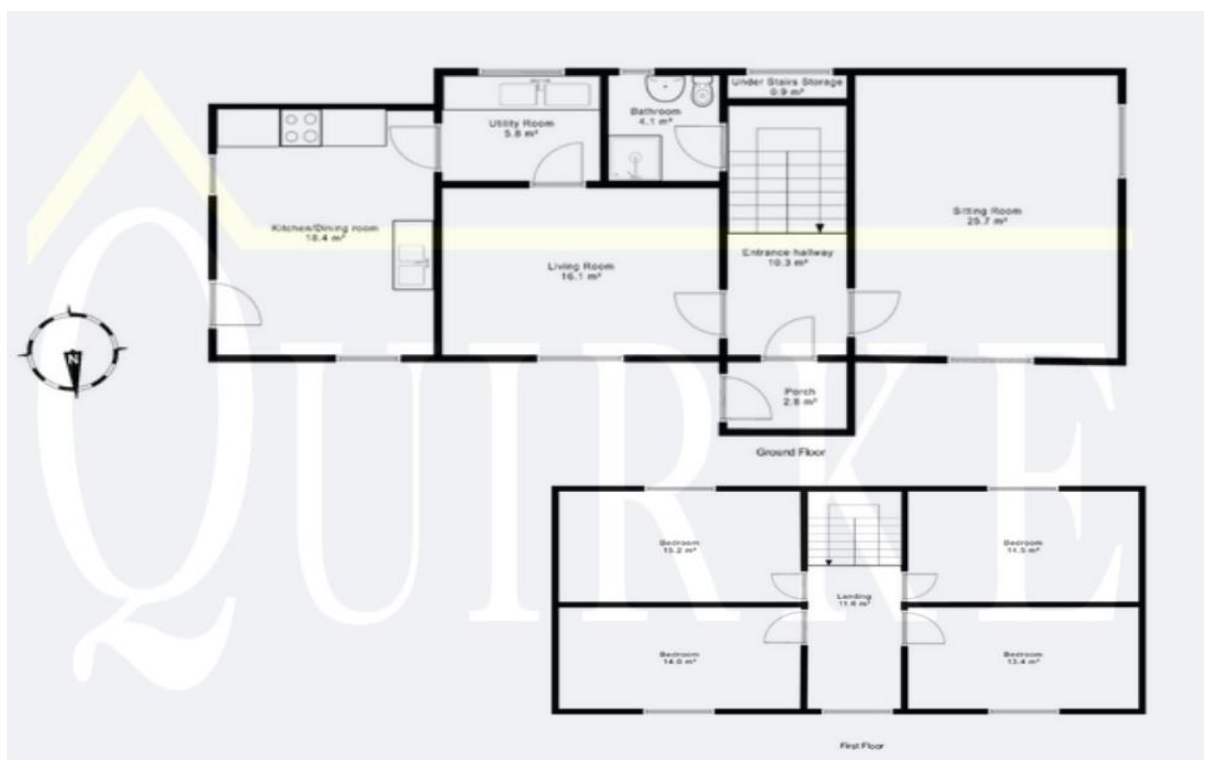 Under Stairs Storage
0.9 m²
Bathroom
4.1 m²
Utility Room
5.8 m²
Kitchen/Dining room
18.4 m²
Living Room
16.1 m²
Entrance hallway
10.3 m²
Sitting Room
25.7 m²
N
Porch
2.8 m²
Ground Floor
QUIRKE
Bedroom
15.2 m²
Bedroom
14.5 m²
Landing
11.6 m²
Bedroom
14.0 m²
Bedroom
13.4 m²
First Floor